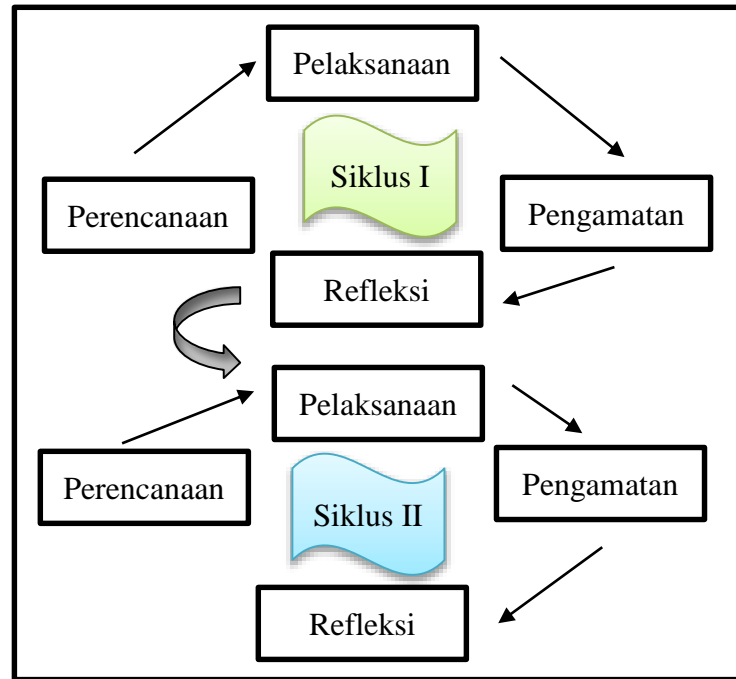 Pelaksanaan
Siklus I
Perencanaan
Pengamatan
Refleksi
Pelaksanaan
Perencanaan
Pengamatan
Siklus II
Refleksi